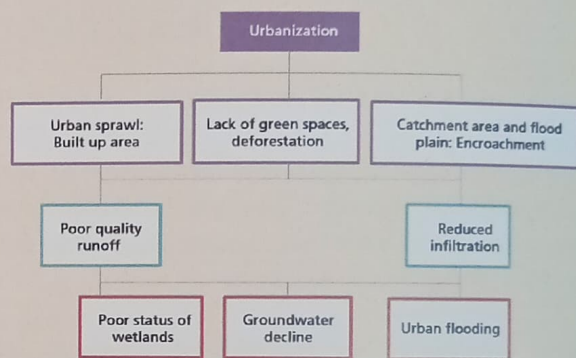 Urbanization
Urban sprawl:
Built up area
Lack of green spaces,
deforestation
Catchment area and flood
plain: Encroachment
Poor quality
runoff
Reduced
infiltration
Poor status of
wetlands
Groundwater
decline
Urban flooding